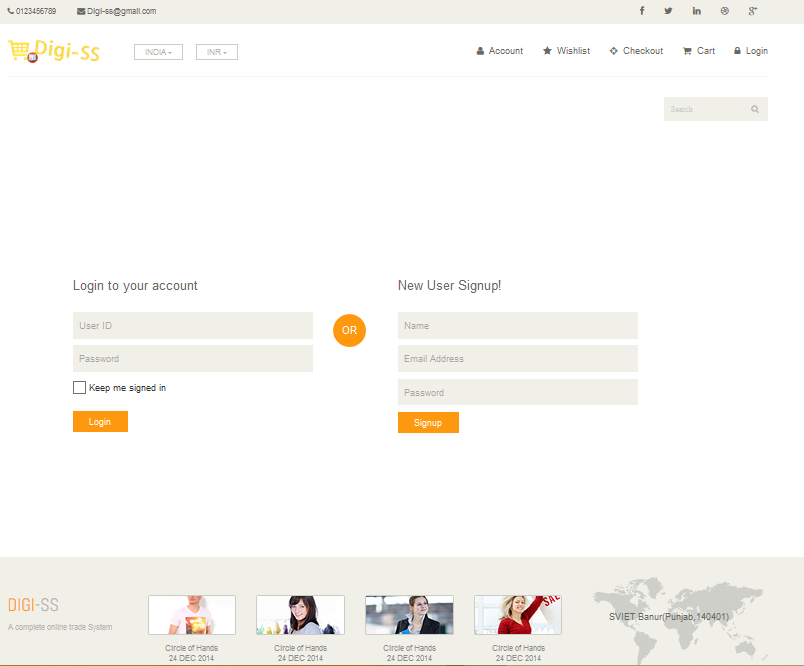 0123456789 Digi-ss@gmail.com
Digi-SS INDIA INR Account Wishlist Checkout Cart Login
Search
Login to your account
User ID
Password
Keep me signed in
Login
OR
New User Signup!
Name
Email Address
Password
Signup
DIGI-SS
A complete online trade System
Circle of Hands
24 DEC 2014
Circle of Hands
24 DEC 2014
Circle of Hands
24 DEC 2014
SAL
Circle of Hands
24 DEC 2014
SVIET Banur(Punjab,140401)